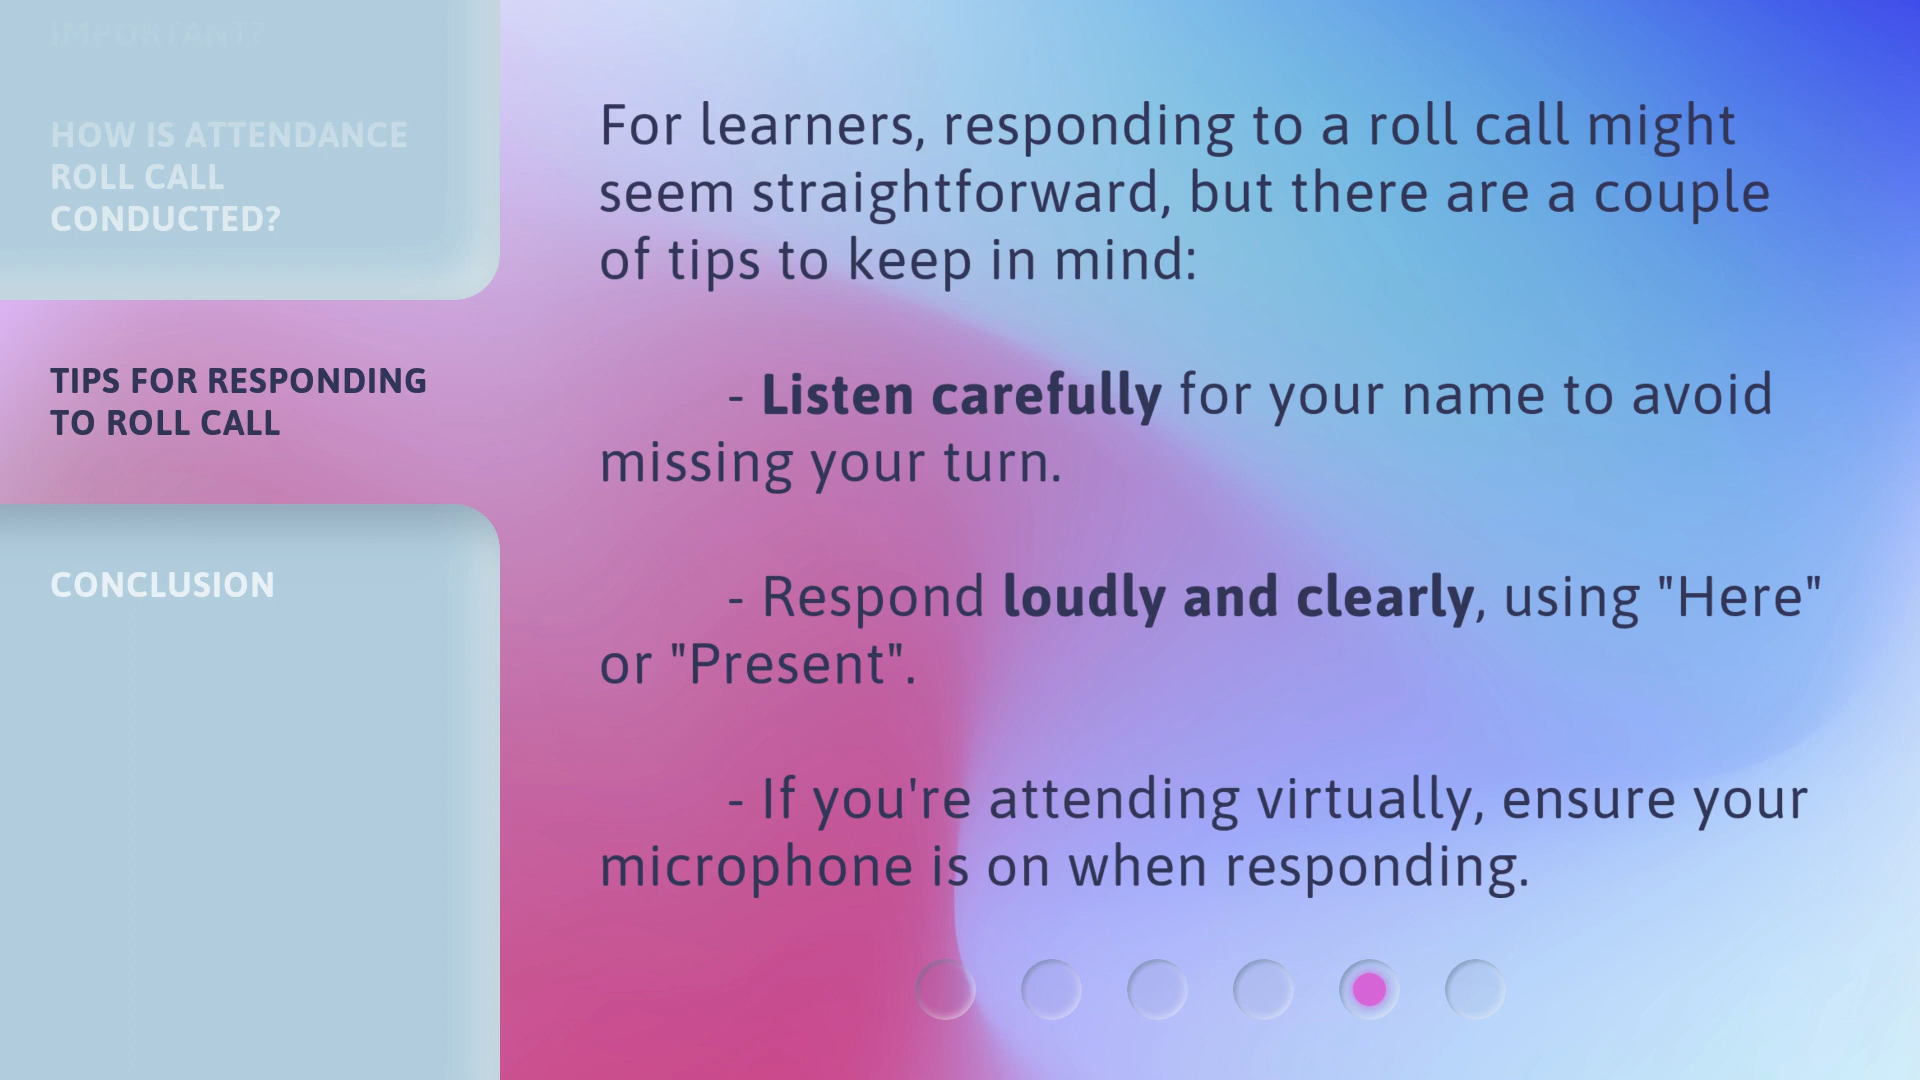 IMPORTANT?
HOW IS ATTENDANCE
ROLL CALL
CONDUCTED?
TIPS FOR RESPONDING
TO ROLL CALL
CONCLUSION
For learners, responding to a roll call might
seem straightforward, but there are a couple
of tips to keep in mind:
- Listen carefully for your name to avoid
missing your turn.
- Respond loudly and clearly, using "Here"
or "Present".
- If you're attending virtually, ensure your
microphone is on when responding.